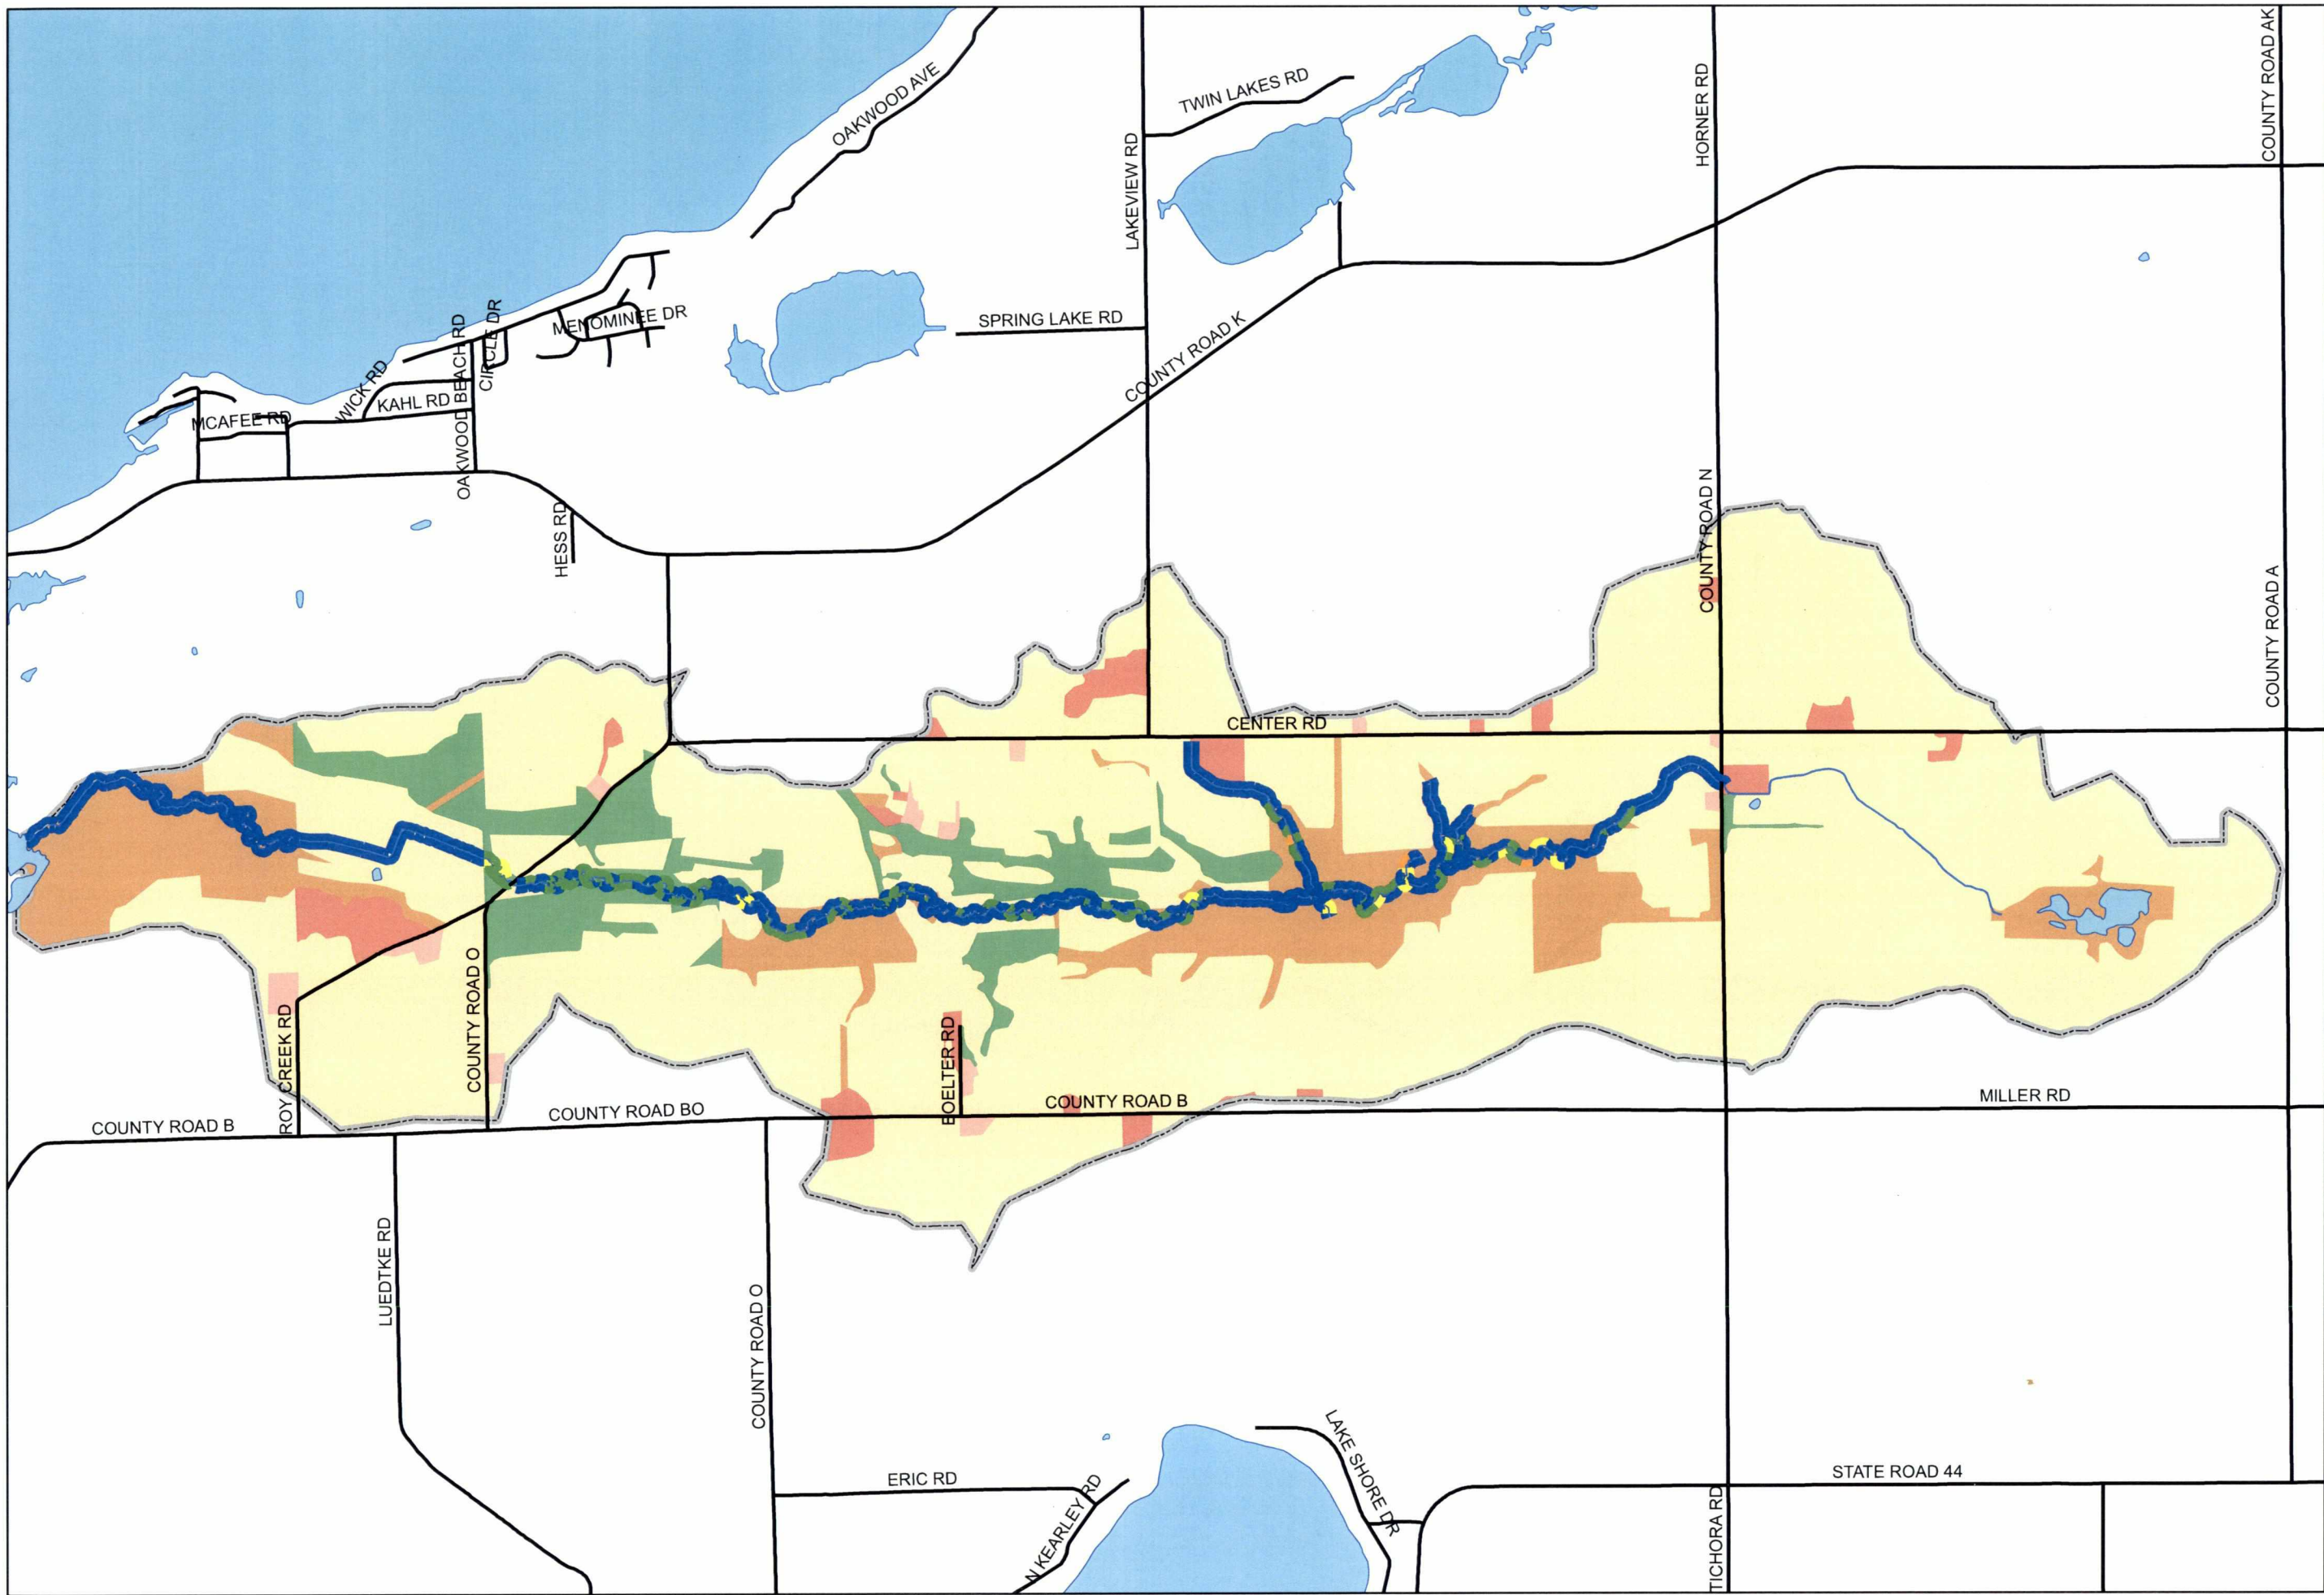 COUNTY ROAD AK
OAKWOOD AVE
TWIN LAKES RD
HORNER RD
LAKEVIEW RD
MENOMINEE DR
CIRCLE DR
OAKWOOD BEACH RD
SPRING LAKE RD
COUNTY ROAD K
WICK RD
KAHL RD
MCAFEE RD
HESS RD
COUNTY ROAD N
COUNTY ROAD A
CENTER RD
COUNTY ROAD O
ROY CREEK RD
BOELTER RD
COUNTY ROAD B
COUNTY ROAD BO
COUNTY ROAD B
MILLER RD
LUEDTKE RD
COUNTY ROAD O
LAKE SHORE DR
ERIC RD
N KEARLEY RD
STATE ROAD 44
TICHORA RD